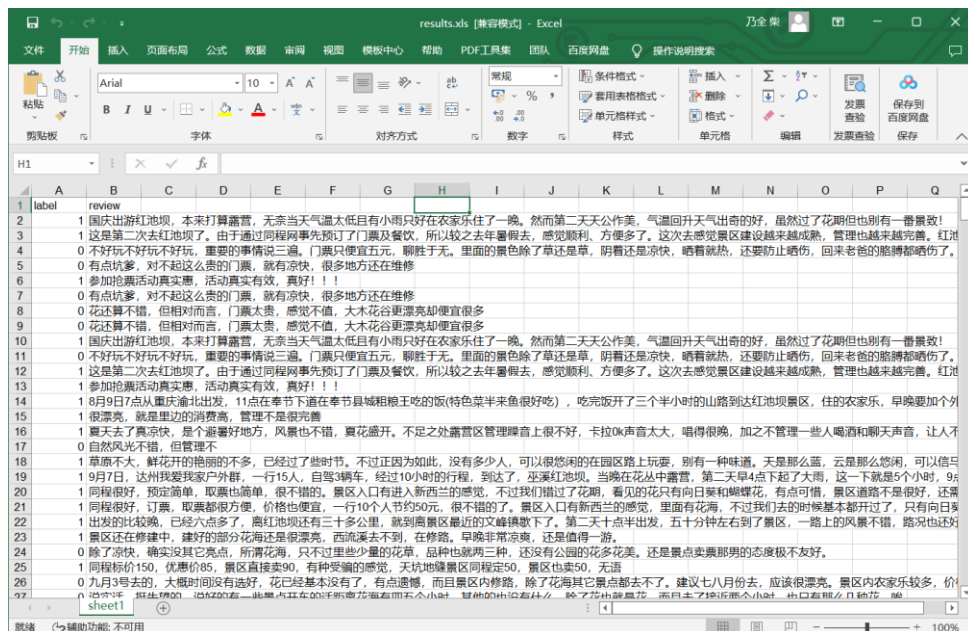 results.xls [兼容模式] - Excel
乃全 柴
文件 开始 插入 页面布局 公式 数据 审阅 视图 模板中心 帮助 PDF工具集 团队 百度网盘 操作说明搜索
Arial 10 A A ab 常规 条件格式 插入 Σ
粘贴 B I U A % 套用表格格式 删除 发票 保存到
单元格样式 格式 查验 百度网盘
剪贴板 字体 对齐方式 数字 样式 单元格 编辑 发票查验 保存
H1 fx
A B C D E F G H I J K L M N O P Q
1 label review
2 1 国庆出游红池坝，本来打算露营，无奈当天气温太低且有小雨只好在农家乐住了一晚。然而第二天天公作美，气温回升天气出奇的好，虽然过了花期但也别有一番景致！
3 1 这是第二次去红池坝了。由于通过同程网事先预订了门票及餐饮，所以较之去年暑假去，感觉顺利、方便多了。这次去感觉景区建设越来越成熟，管理也越来越完善。红池
4 0 不好玩不好玩不好玩，重要的事情说三遍。门票只便宜五元，聊胜于无。里面的景色除了草还是草，阴着还是凉快，晒着就热，还要防止晒伤，回来老爸的胳膊都晒伤了。
5 0 有点坑爹，对不起这么贵的门票，就有凉快，很多地方还在维修
6 1 参加抢票活动真实惠，活动真实有效，真好！！！
7 0 有点坑爹，对不起这么贵的门票，就有凉快，很多地方还在维修
8 0 花还算不错，但相对而言，门票太贵，感觉不值，大木花谷更漂亮却便宜很多
9 0 花还算不错，但相对而言，门票太贵，感觉不值，大木花谷更漂亮却便宜很多
10 1 国庆出游红池坝，本来打算露营，无奈当天气温太低且有小雨只好在农家乐住了一晚。然而第二天天公作美，气温回升天气出奇的好，虽然过了花期但也别有一番景致！
11 0 不好玩不好玩不好玩，重要的事情说三遍。门票只便宜五元，聊胜于无。里面的景色除了草还是草，阴着还是凉快，晒着就热，还要防止晒伤，回来老爸的胳膊都晒伤了。
12 1 这是第二次去红池坝了。由于通过同程网事先预订了门票及餐饮，所以较之去年暑假去，感觉顺利、方便多了。这次去感觉景区建设越来越成熟，管理也越来越完善。红池
13 1 参加抢票活动真实惠，活动真实有效，真好！！！
14 1 8月9日7点从重庆渝北出发，11点在奉节下道在奉节县城粗粮王吃的饭(特色菜半来鱼很好吃) ，吃完饭开了三个半小时的山路到达红池坝景区，住的农家乐，早晚要加个外
15 1 很漂亮，就是里边的消费高，管理不是很完善
16 1 夏天去了真凉快，是个避暑好地方，风景也不错，夏花盛开。不足之处露营区管理躁音上很不好，卡拉0k声音太大，唱得很晚，加之不管理一些人喝酒和聊天声音，让人不
17 0 自然风光不错，但管理不
18 1 草原不大，鲜花开的艳丽的不多，已经过了些时节。不过正因为如此，没有多少人，可以很悠闲的在园区路上玩耍，别有一种味道。天是那么蓝，云是那么悠闲，可以信马
19 1 9月7日，达州我爱我家户外群，一行15人，自驾3辆车，经过10小时的行程，到达了，巫溪红池坝。当晚在花丛中露营，第二天早4点下起了大雨，这一下就是5个小时，9点
20 1 同程很好，预定简单，取票也简单，很不错的。景区入口有进入新西兰的感觉，不过我们错过了花期，看见的花只有向日葵和蝴蝶花，有点可惜，景区道路不是很好，还需
21 1 同程很好，订票，取票都很方便，价格也便宜，一行10个人节约50元，很不错的了。景区入口有新西兰的感觉，里面有花海，不过我们去的时候基本都开过了，只有向日葵
22 1 出发的比较晚，已经六点多了，离红池坝还有三十多公里，就到离景区最近的文峰镇歇下了。第二天十点半出发，五十分钟左右到了景区，一路上的风景不错，路况也还好
23 1 景区还在修建中，建好的部分花海还是很漂亮，西流溪去不到，在修路。早晚非常凉爽，还是值得一游。
24 0 除了凉快，确实没其它亮点，所谓花海，只不过里些少量的花草，品种也就两三种，还没有公园的花多花美。还是景点卖票那男的态度极不友好。
25 1 同程标价150，优惠价85，景区直接卖90，有种受骗的感觉，天坑地缝景区同程定50，景区也卖50，无语
26 0 九月3号去的，大概时间没有选好，花已经基本没有了，有点遗憾，而且景区内修路，除了花海其它景点都去不了。建议七八月份去，应该很漂亮。景区内农家乐较多，价
sheet1
就绪 辅助功能: 不可用 100%